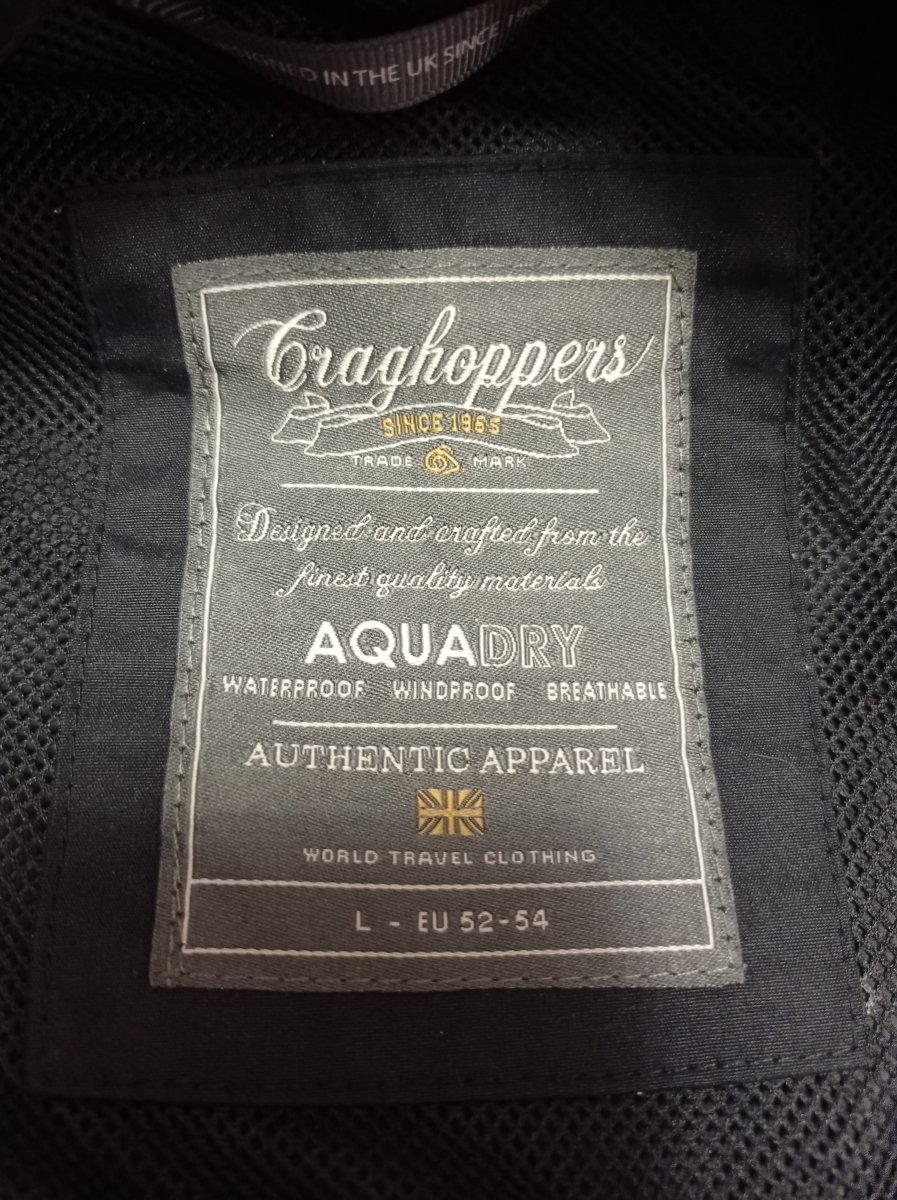 IN THE UK SINCE
Craghoppers
SINCE 1965
TRADE MARK
Designed and crafted from the
finest quality materials
AQUADRY
WATERPROOF WINDPROOF BREATHABLE
AUTHENTIC APPAREL
WORLD TRAVEL CLOTHING
L - EU 52-54